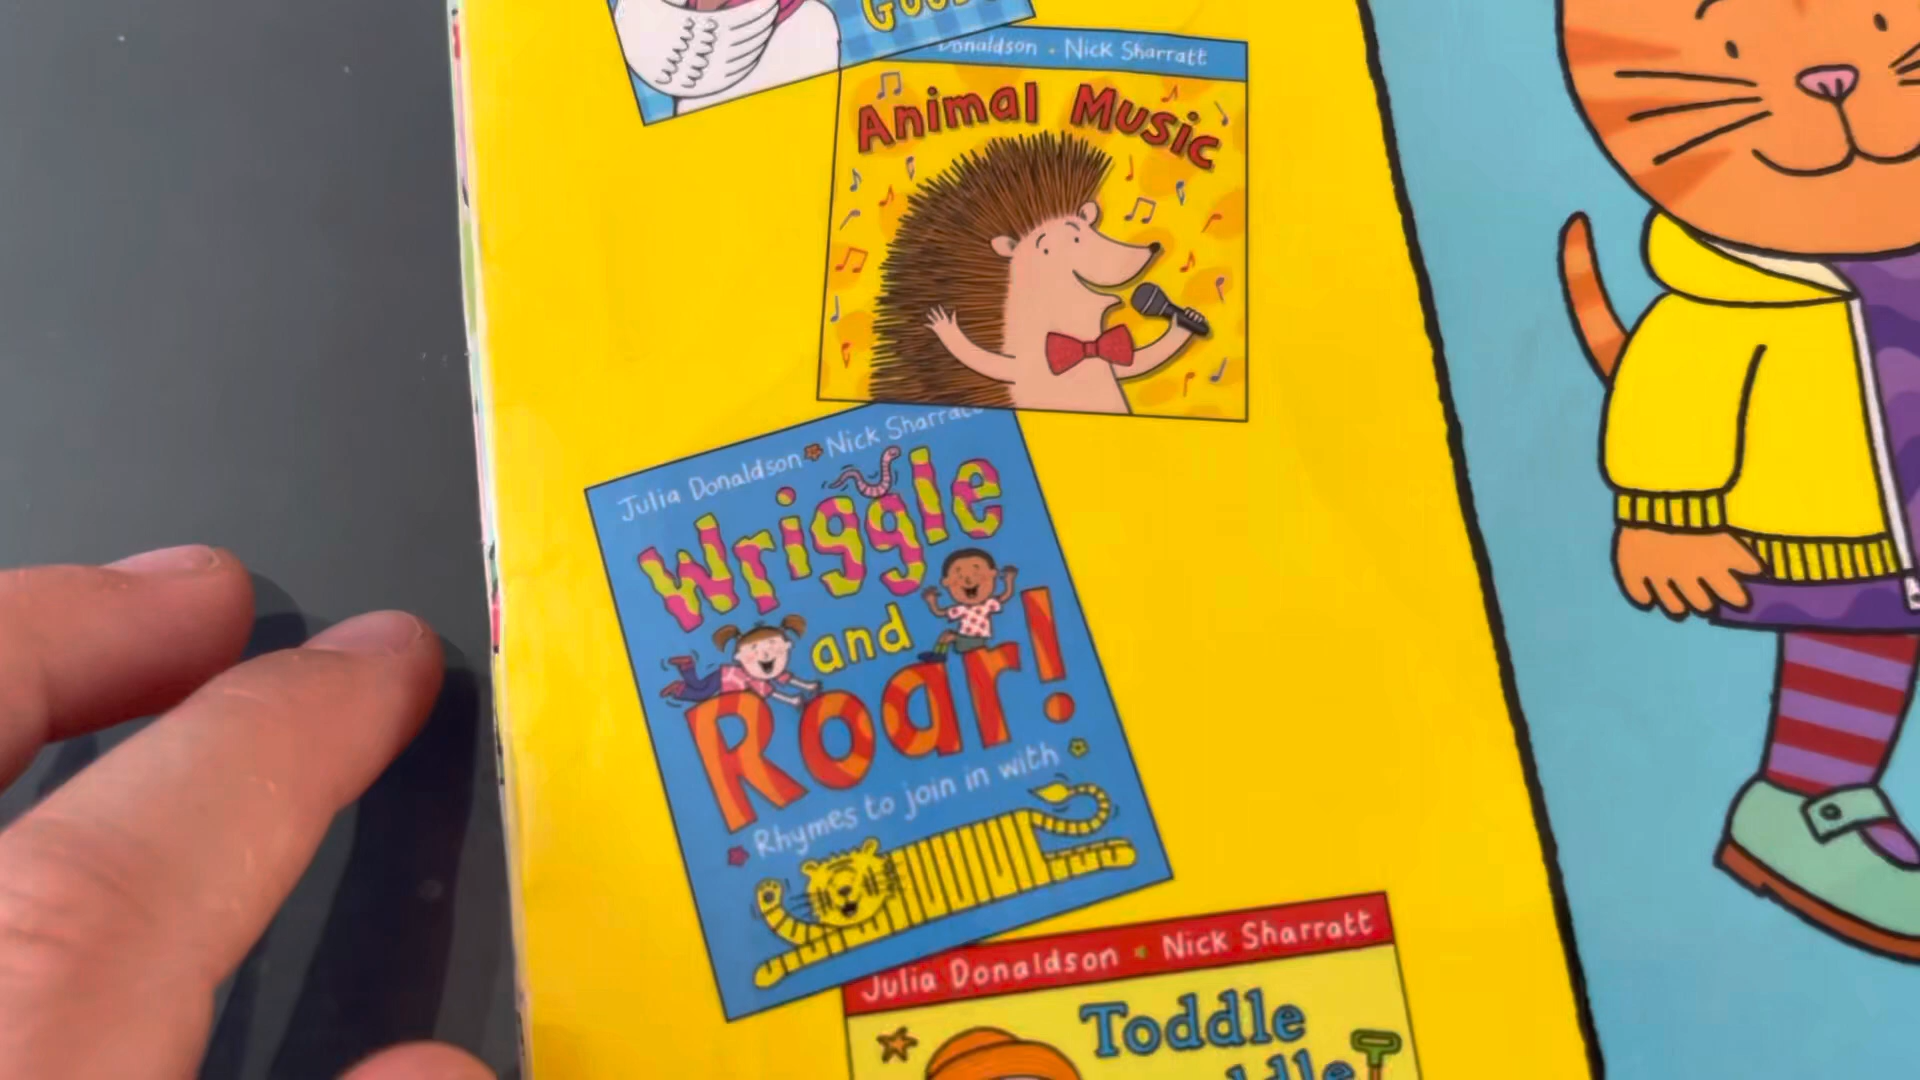 Donaldson • Nick Sharratt
Animal Music
Julia Donaldson Nick Sharratt
Wriggle
and
Roar!
Rhymes to join in with
Julia Donaldson Nick Sharratt
Toddle